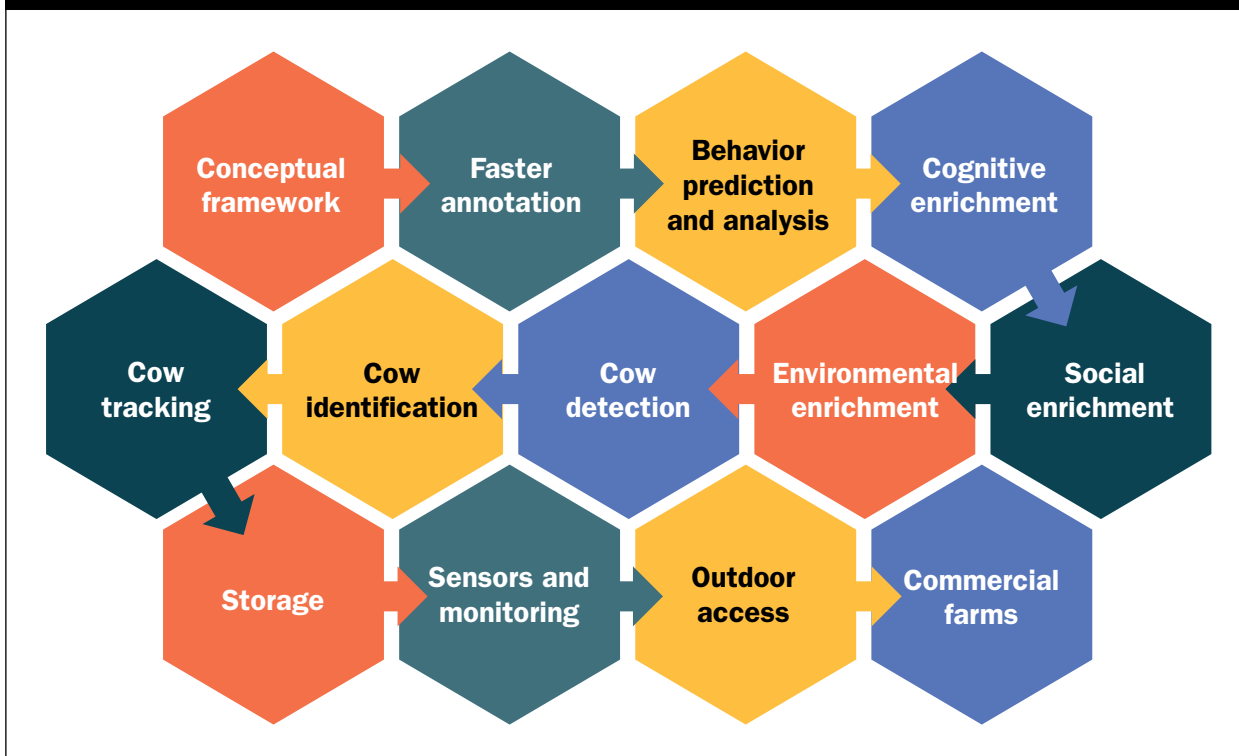 Conceptual
framework
Faster
annotation
Behavior
prediction
and analysis
Cognitive
enrichment
Social
enrichment
Environmental
enrichment
Cow
detection
Cow
identification
Cow
tracking
Storage
Sensors and
monitoring
Outdoor
access
Commercial
farms